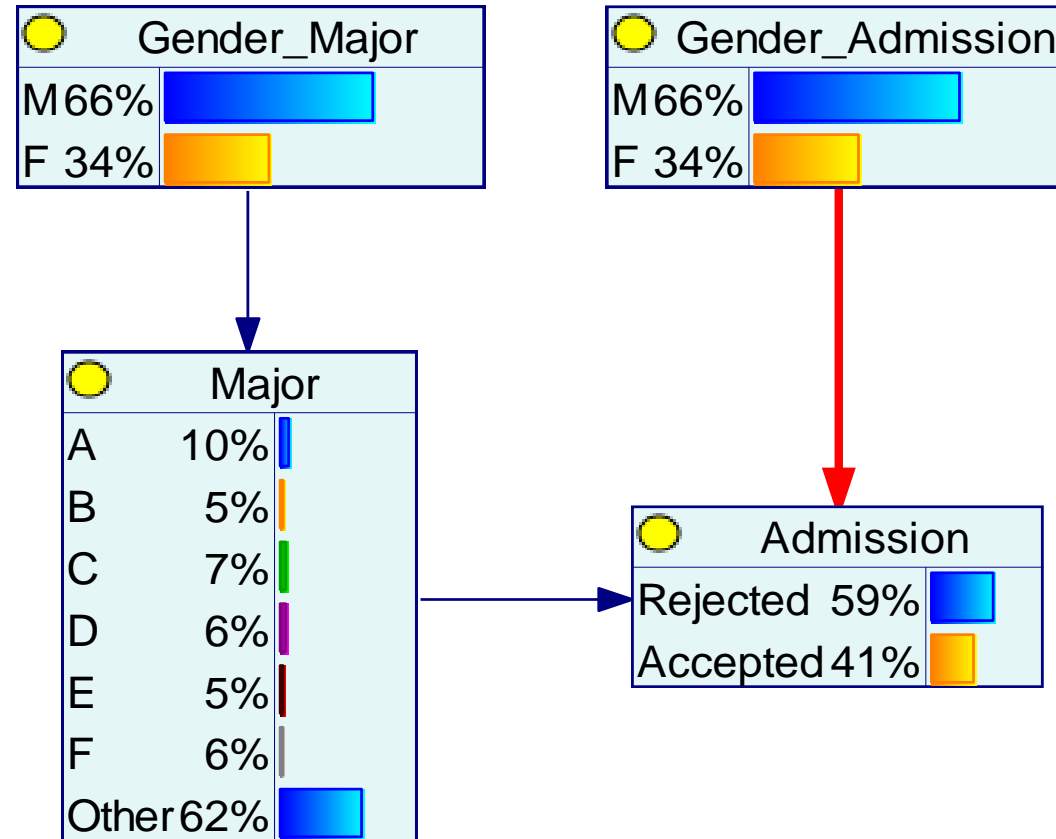 Gender_Major
M 66%
F 34%
Gender_Admission
M 66%
F 34%
Major
A 10%
B 5%
C 7%
D 6%
E 5%
F 6%
Other 62%
Admission
Rejected 59%
Accepted 41%